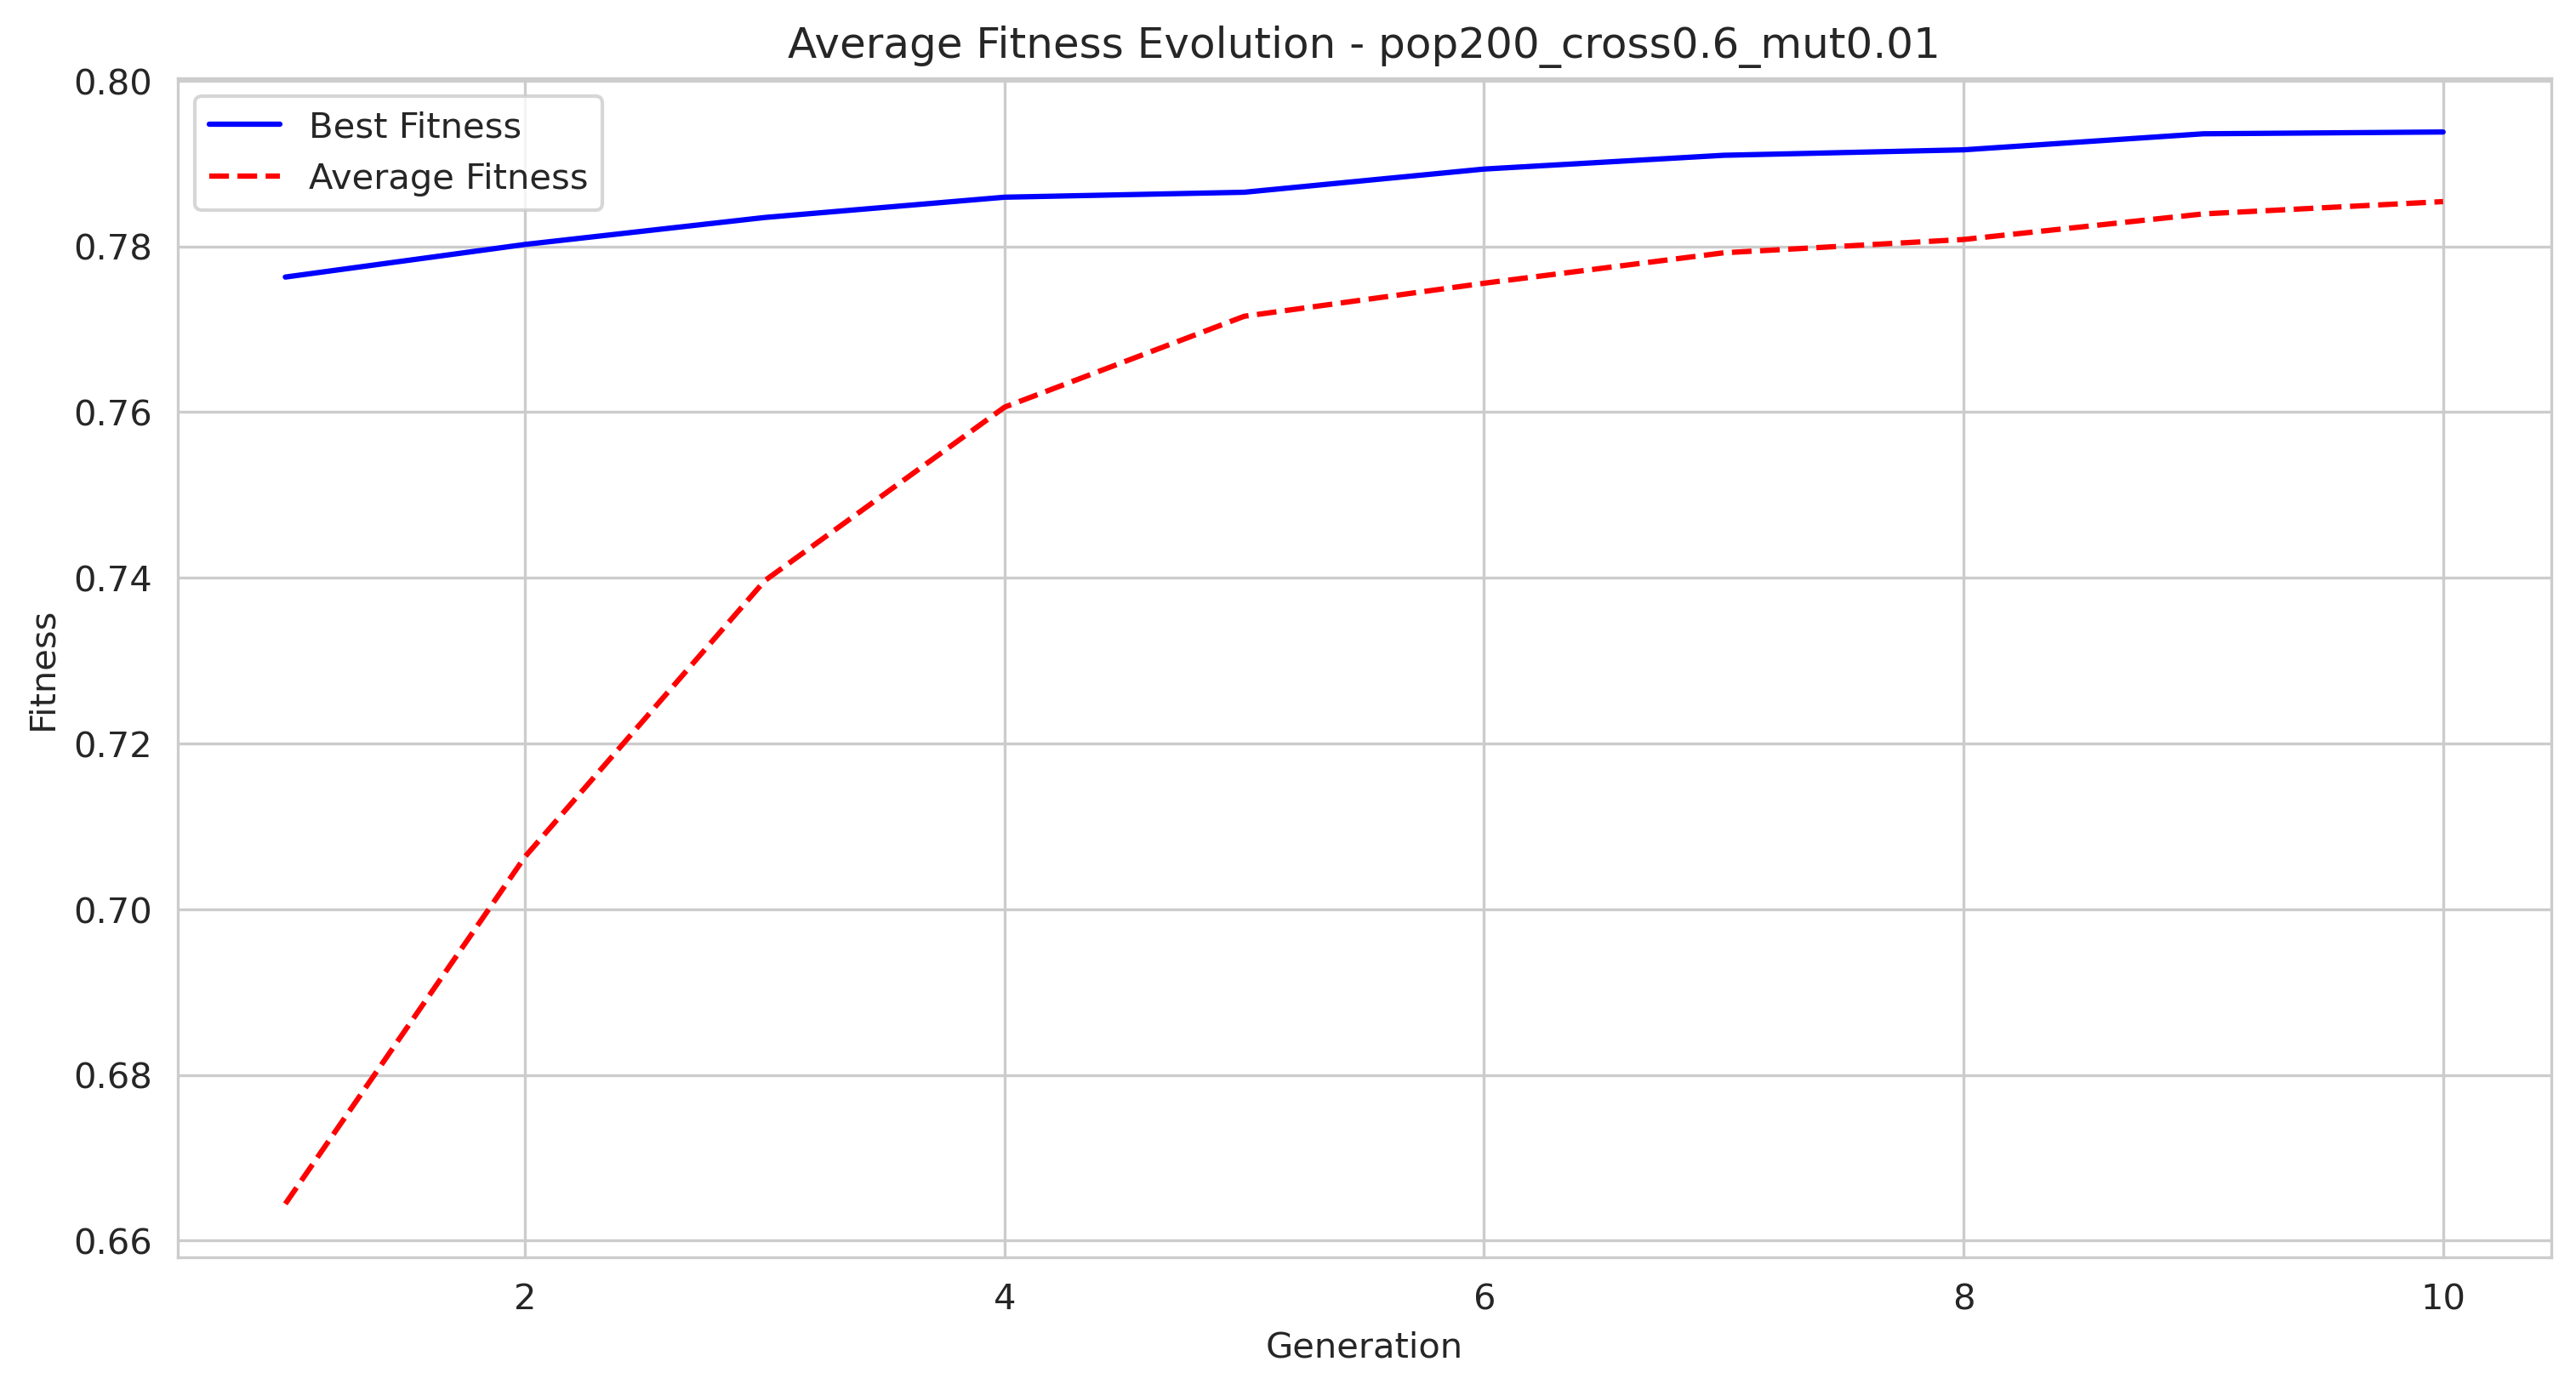 Average Fitness Evolution - pop200_cross0.6_mut0.01
Best Fitness
Average Fitness
0.80
0.78
0.76
0.74
0.72
0.70
0.68
0.66
Fitness
2 4 6 8 10
Generation